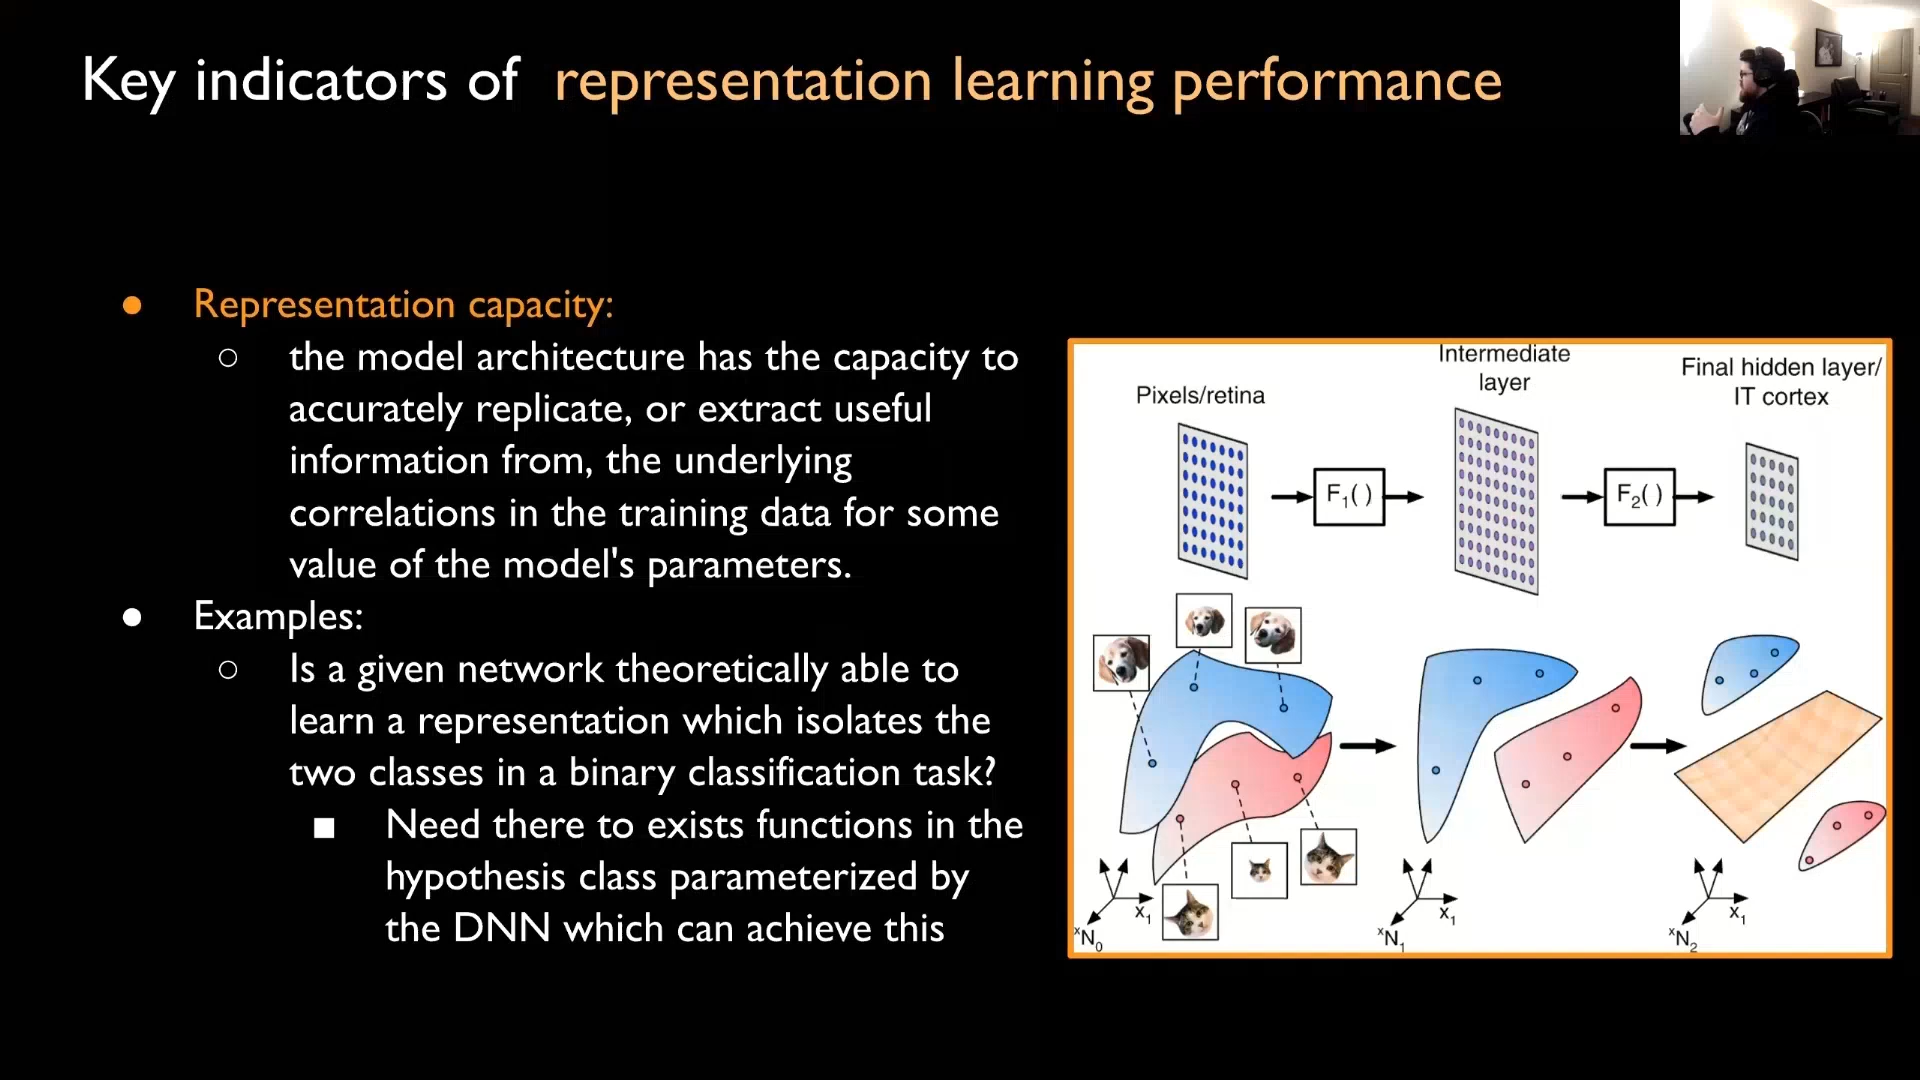 Key indicators of representation learning performance
● Representation capacity:
○ the model architecture has the capacity to
accurately replicate, or extract useful
information from, the underlying
correlations in the training data for some
value of the model's parameters.
● Examples:
○ Is a given network theoretically able to
learn a representation which isolates the
two classes in a binary classification task?
■ Need there to exists functions in the
hypothesis class parameterized by
the DNN which can achieve this
Pixels/retina
Intermediate
layer
Final hidden layer/
IT cortex
F₁( )
F₂( )
x₁
xN₀
x₁
xN₁
x₁
xN₂